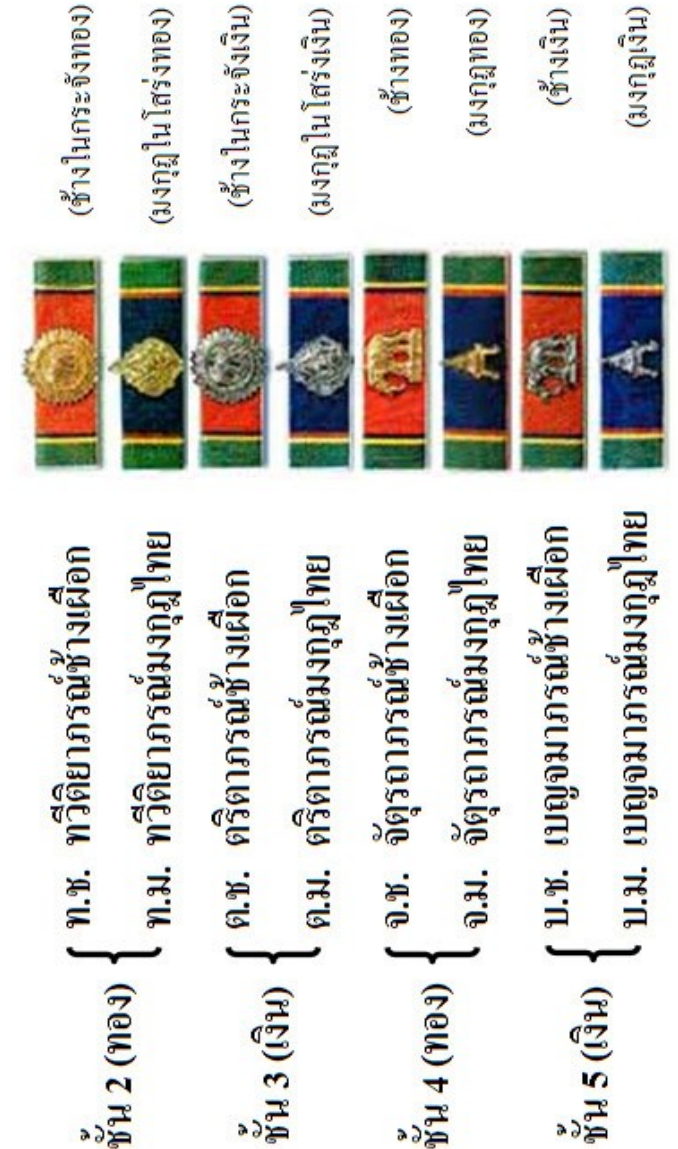 ชั้น 2 (ทอง)
ท.ช. ทวีติยาภรณ์ช้างเผือก (ช้างในกระจังทอง)
ท.ม. ทวีติยาภรณ์มงกุฎไทย (มงกุฎในโสร่งทอง)
ชั้น 3 (เงิน)
ต.ช. ตริตาภรณ์ช้างเผือก (ช้างในกระจังเงิน)
ต.ม. ตริตาภรณ์มงกุฎไทย (มงกุฎในโสร่งเงิน)
ชั้น 4 (ทอง)
จ.ช. จัตุรถาภรณ์ช้างเผือก (ช้างทอง)
จ.ม. จัตุรถาภรณ์มงกุฎไทย (มงกุฎทอง)
ชั้น 5 (เงิน)
บ.ช. เบญจมาภรณ์ช้างเผือก (ช้างเงิน)
บ.ม. เบญจมาภรณ์มงกุฎไทย (มงกุฎเงิน)